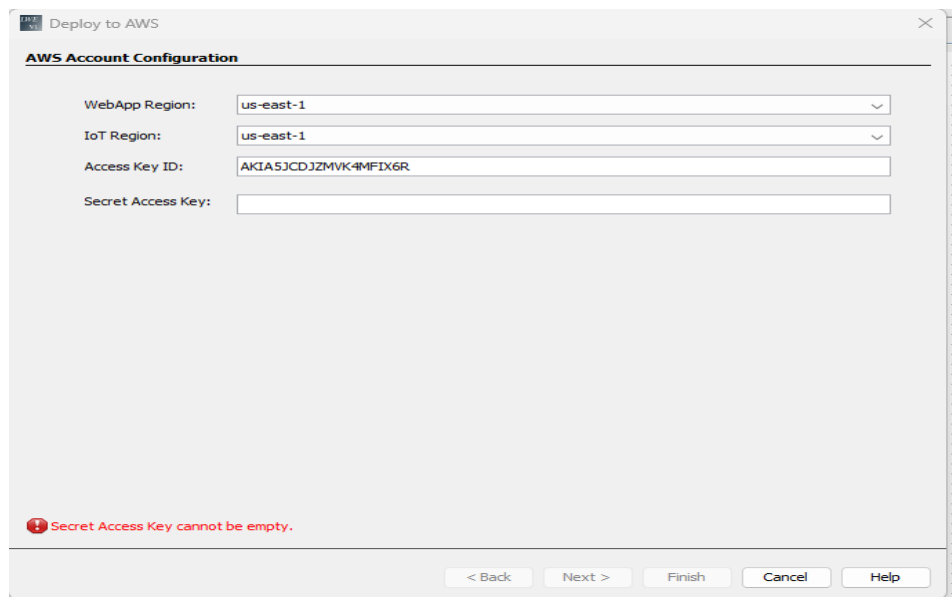 Deploy to AWS
AWS Account Configuration
WebApp Region: us-east-1
IoT Region: us-east-1
Access Key ID: AKIA5JCDJZMVK4MFIX6R
Secret Access Key:
Secret Access Key cannot be empty.
< Back Next > Finish Cancel Help